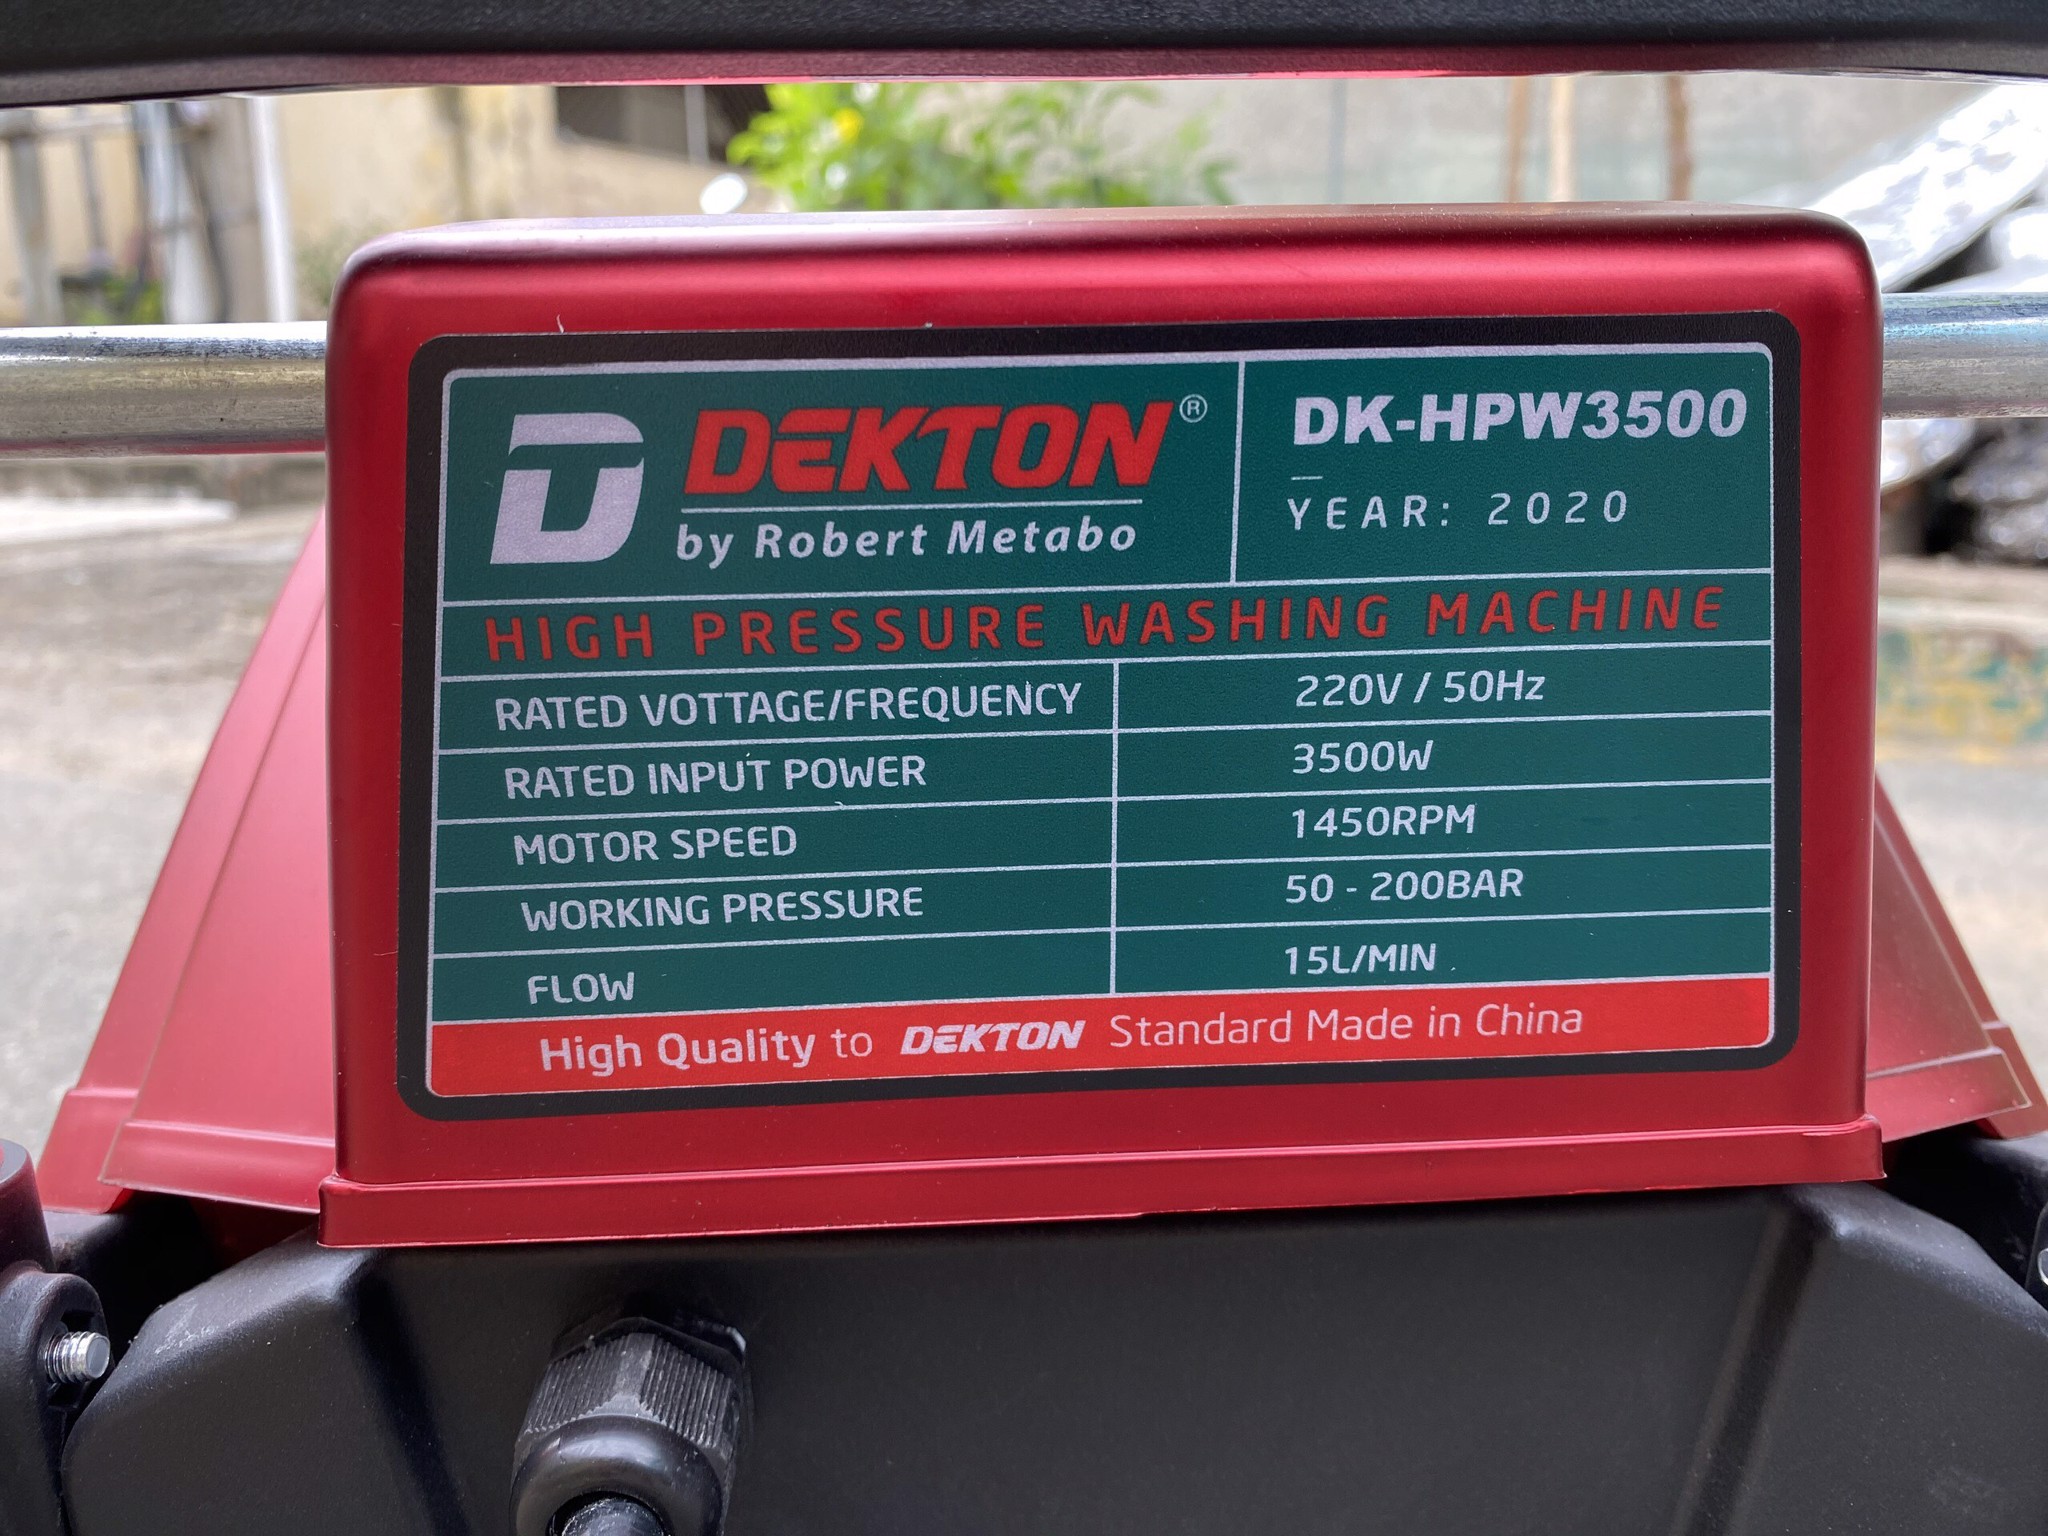 DEKTON®
by Robert Metabo
DK-HPW3500
YEAR: 2020
HIGH PRESSURE WASHING MACHINE
RATED VOTTAGE/FREQUENCY 220V / 50Hz
RATED INPUT POWER 3500W
MOTOR SPEED 1450RPM
WORKING PRESSURE 50 - 200BAR
FLOW 15L/MIN
High Quality to DEKTON Standard Made in China